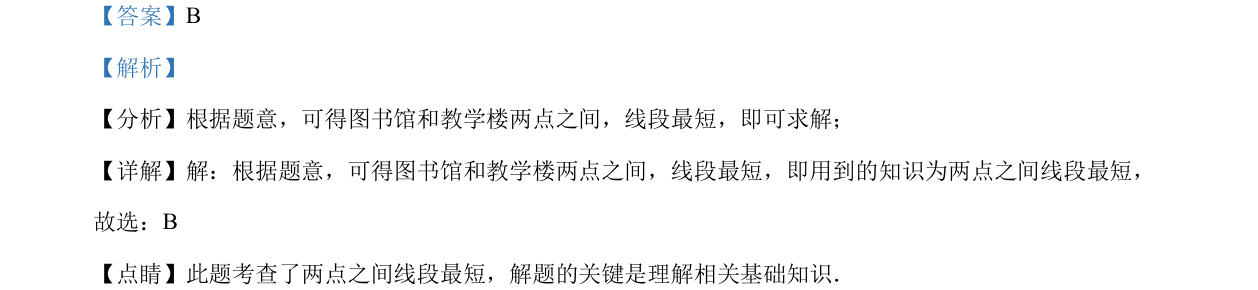 【答案】B
【解析】
【分析】根据题意，可得图书馆和教学楼两点之间，线段最短，即可求解；
【详解】解：根据题意，可得图书馆和教学楼两点之间，线段最短，即用到的知识为两点之间线段最短，
故选：B
【点睛】此题考查了两点之间线段最短，解题的关键是理解相关基础知识．